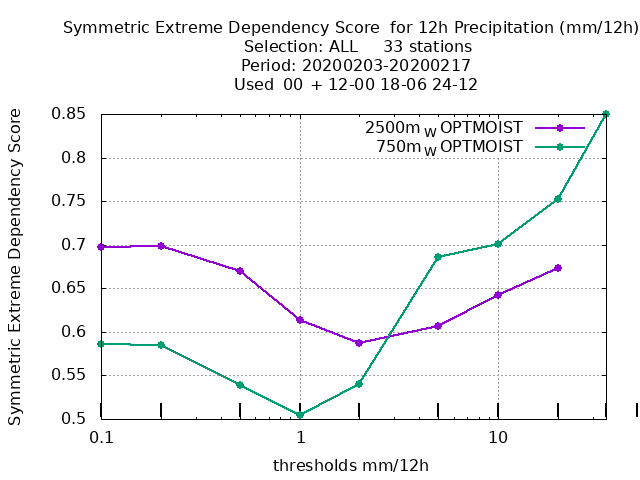 Symmetric Extreme Dependency Score  for 12h Precipitation (mm/12h)
Selection: ALL     33 stations
Period: 20200203-20200217
Used  00  + 12-00 18-06 24-12
Symmetric Extreme Dependency Score
2500m W OPTMOIST
750m W OPTMOIST
0.85
0.8
0.75
0.7
0.65
0.6
0.55
0.5
0.1
1
10
thresholds mm/12h